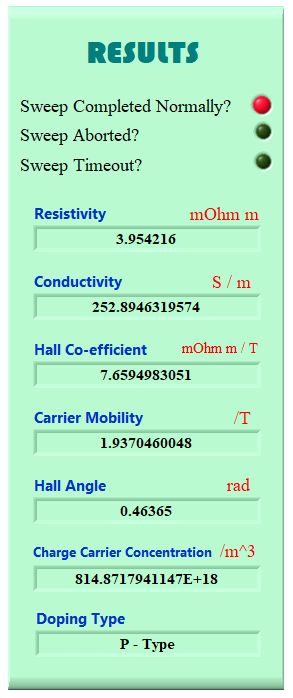 RESULTS
Sweep Completed Normally?
Sweep Aborted?
Sweep Timeout?
Resistivity mOhm m
3.954216
Conductivity S / m
252.8946319574
Hall Co-efficient mOhm m / T
7.6594983051
Carrier Mobility /T
1.9370460048
Hall Angle rad
0.46365
Charge Carrier Concentration /m^3
814.8717941147E+18
Doping Type
P - Type